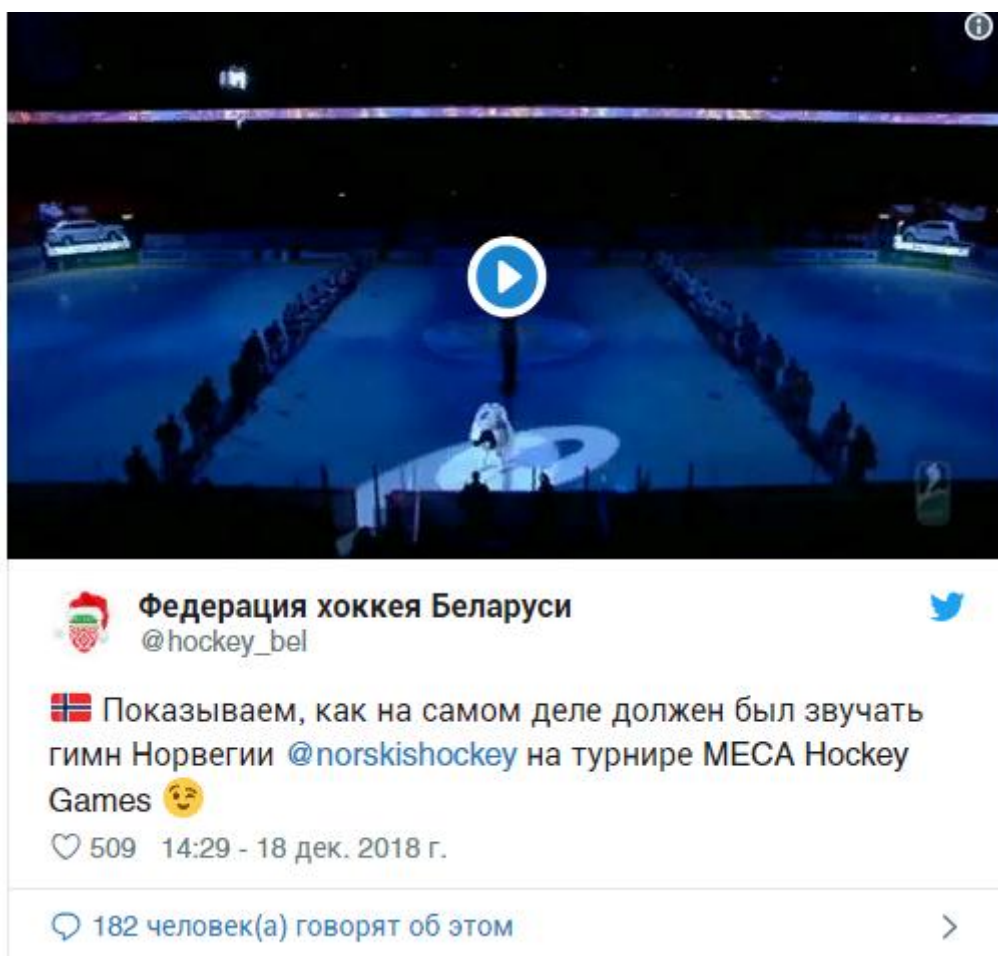 Федерация хоккея Беларуси
@hockey_bel
🇳🇴 Показываем, как на самом деле должен был звучать
гимн Норвегии @norskishockey на турнире MECA Hockey
Games 😉
509 14:29 - 18 дек. 2018 г.
182 человек(а) говорят об этом